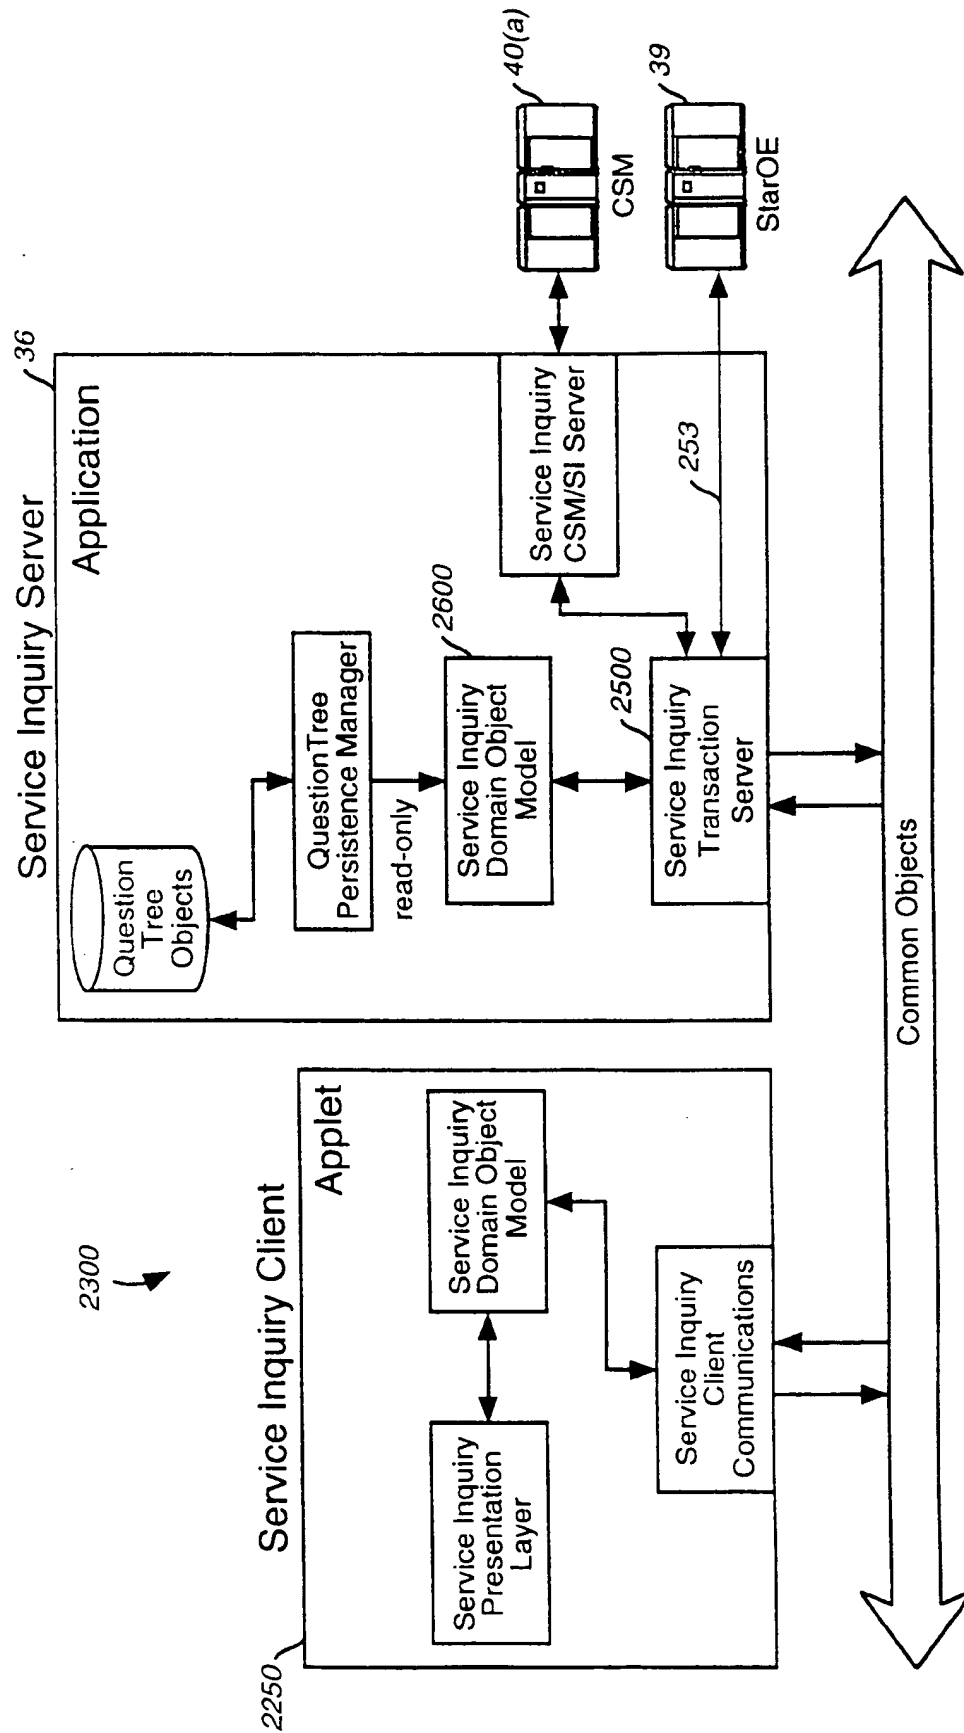 2300
Service Inquiry Client
2250
Applet
Service Inquiry
Presentation
Layer
Service Inquiry
Domain Object
Model
Service Inquiry
Client
Communications
Service Inquiry Server
36
Application
Question
Tree
Objects
QuestionTree
Persistence Manager
read-only
2600
Service Inquiry
Domain Object
Model
2500
Service Inquiry
Transaction
Server
Service Inquiry
CSM/SI Server
253
40(a)
CSM
39
StarOE
Common Objects